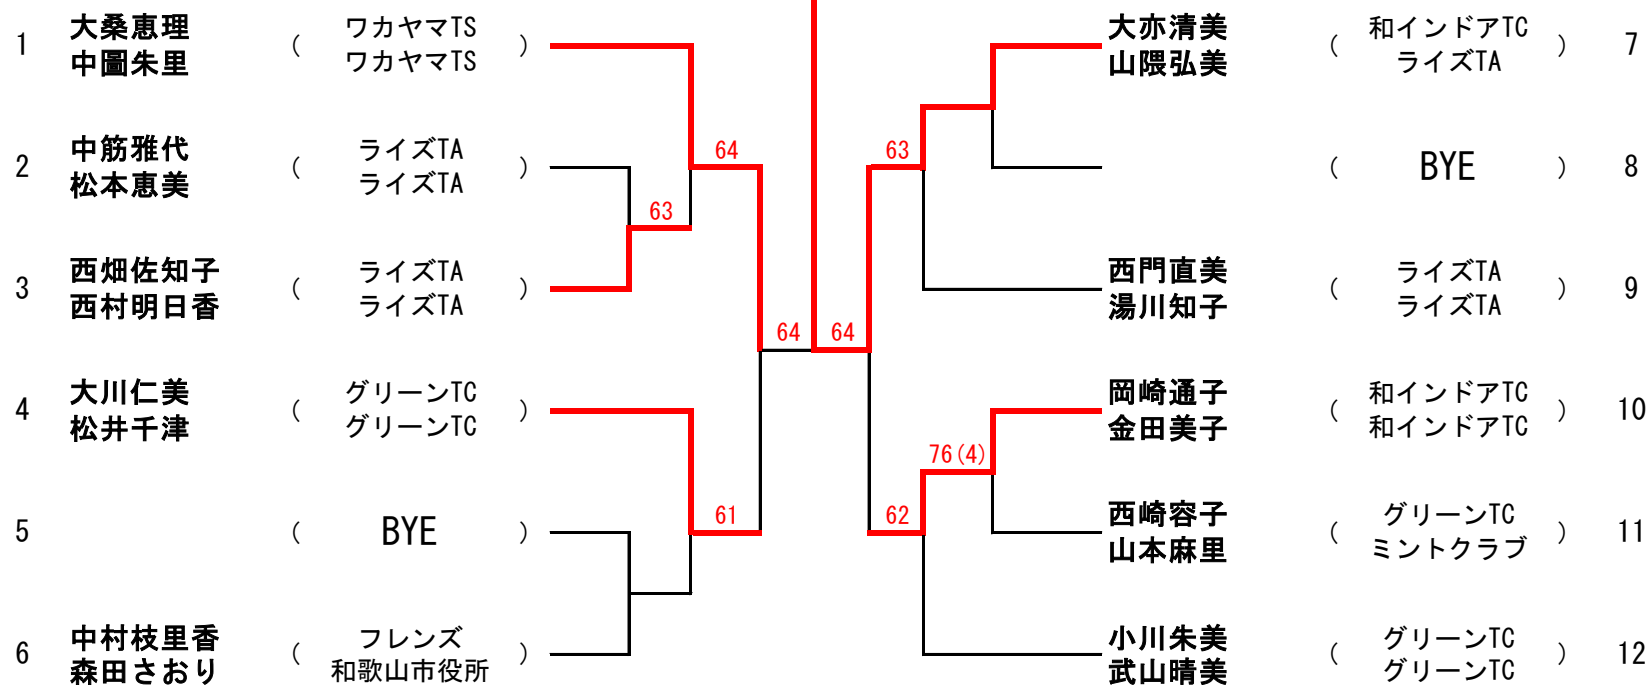 1 大桑恵理 ( ワカヤマTS )
中圖朱里 ワカヤマTS
2 中筋雅代 ( ライズTA )
松本恵美 ライズTA
3 西畑佐知子 ( ライズTA )
西村明日香 ライズTA
4 大川仁美 ( グリーンTC )
松井千津 グリーンTC
5 ( BYE )
6 中村枝里香 ( フレンズ )
森田さおり 和歌山市役所
64
63
64
61
大亦清美 ( 和インドアTC ) 7
山隈弘美 ライズTA
( BYE ) 8
西門直美 ( ライズTA ) 9
湯川知子 ライズTA
岡崎通子 ( 和インドアTC ) 10
金田美子 和インドアTC
西崎容子 ( グリーンTC ) 11
山本麻里 ミントクラブ
小川朱美 ( グリーンTC ) 12
武山晴美 グリーンTC
63
64
76(4)
62